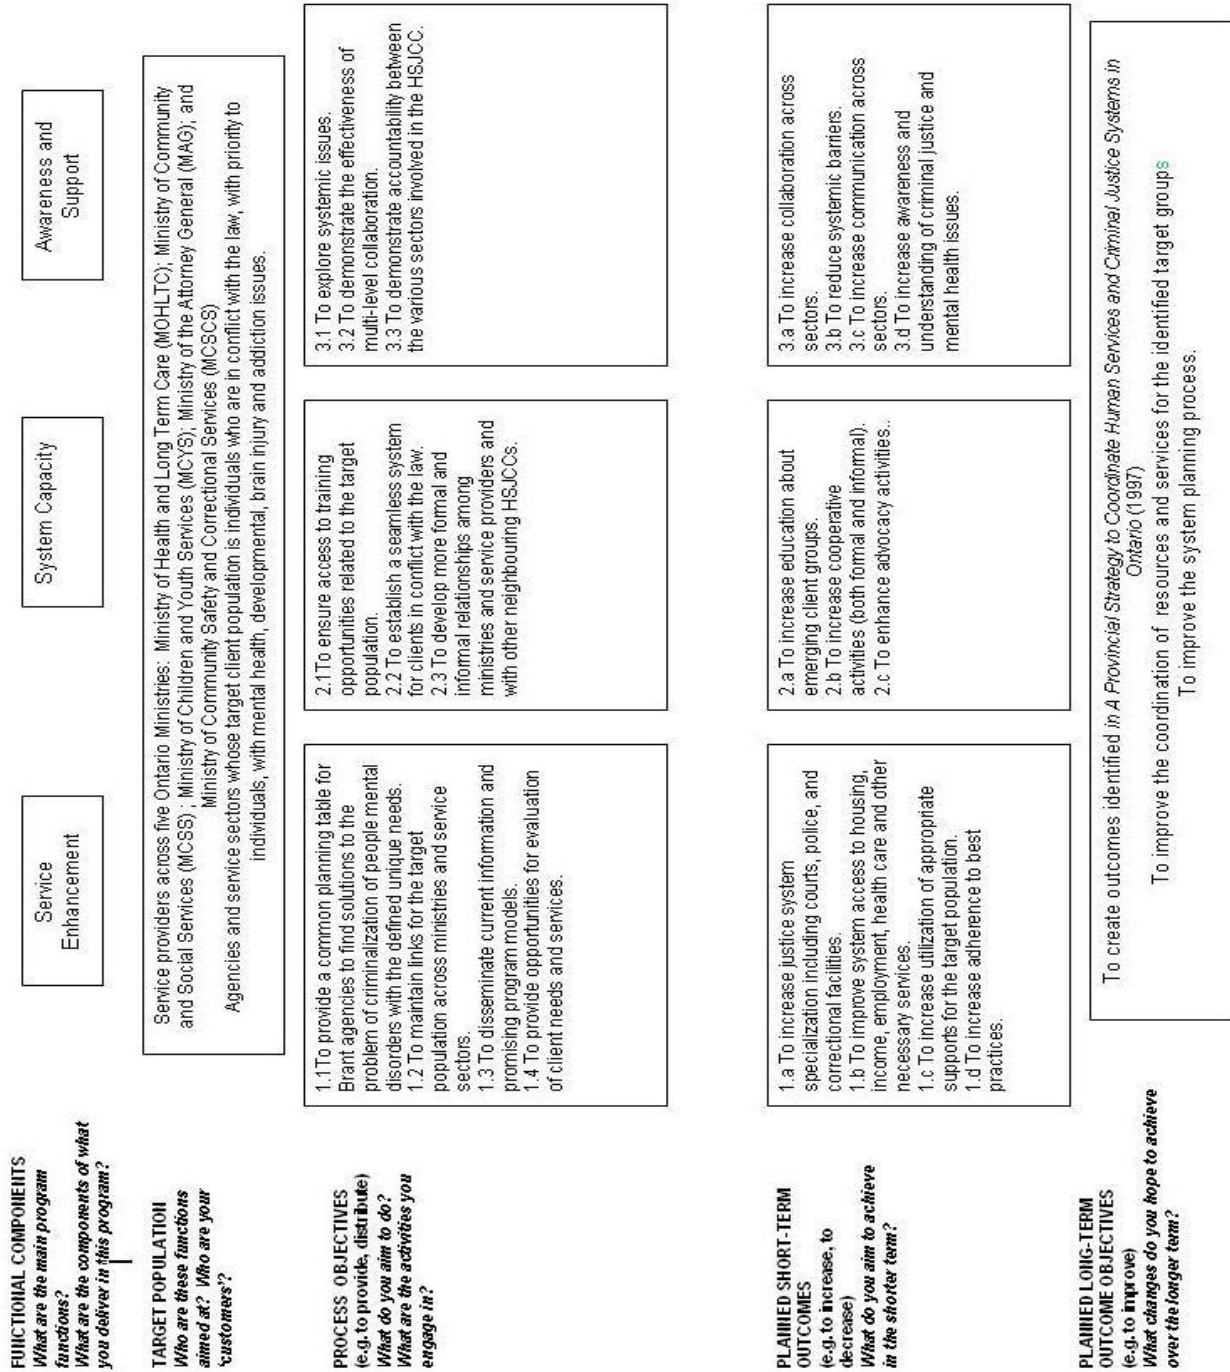 FUNCTIONAL COMPONENTS
What are the main program
functions?
What are the components of what
you deliver in this program?
Service
Enhancement
System Capacity
Awareness and
Support
TARGET POPULATION
Who are these functions
aimed at? Who are your
'customers'?
Service providers across five Ontario Ministries: Ministry of Health and Long Term Care (MOHLTC); Ministry of Community
and Social Services (MCSS) ; Ministry of Children and Youth Services (MCYS); Ministry of the Attorney General (MAG); and
Ministry of Community Safety and Correctional Services (MCSCS)
Agencies and service sectors whose target client population is individuals who are in conflict with the law, with priority to
individuals, with mental health, developmental, brain injury and addiction issues.
PROCESS OBJECTIVES
(e.g. to provide, distribute)
What do you aim to do?
What are the activities you
engage in?
1.1 To provide a common planning table for
Brant agencies to find solutions to the
problem of criminalization of people mental
disorders with the defined unique needs.
1.2 To maintain links for the target
population across ministries and service
sectors.
1.3 To disseminate current information and
promising program models.
1.4 To provide opportunities for evaluation
of client needs and services.
2.1 To ensure access to training
opportunities related to the target
population.
2.2 To establish a seamless system
for clients in conflict with the law.
2.3 To develop more formal and
informal relationships among
ministries and service providers and
with other neighbouring HSJCCs.
3.1 To explore systemic issues.
3.2 To demonstrate the effectiveness of
multi-level collaboration.
3.3 To demonstrate accountability between
the various sectors involved in the HSJCC.
PLANNED SHORT-TERM
OUTCOMES
(e.g. to increase, to
decrease)
What do you aim to achieve
in the shorter term?
1.a To increase justice system
specialization including courts, police, and
correctional facilities.
1.b To improve system access to housing,
income, employment, health care and other
necessary services.
1.c To increase utilization of appropriate
supports for the target population.
1.d To increase adherence to best
practices.
2.a To increase education about
emerging client groups.
2.b To increase cooperative
activities (both formal and informal).
2.c To enhance advocacy activities..
3.a To increase collaboration across
sectors.
3.b To reduce systemic barriers.
3.c To increase communication across
sectors.
3.d To increase awareness and
understanding of criminal justice and
mental health issues.
PLANNED LONG-TERM
OUTCOME OBJECTIVES
(e.g. to improve)
What changes do you hope to achieve
over the longer term?
To create outcomes identified in A Provincial Strategy to Coordinate Human Services and Criminal Justice Systems in
Ontario (1997)
To improve the coordination of resources and services for the identified target groups
To improve the system planning process.